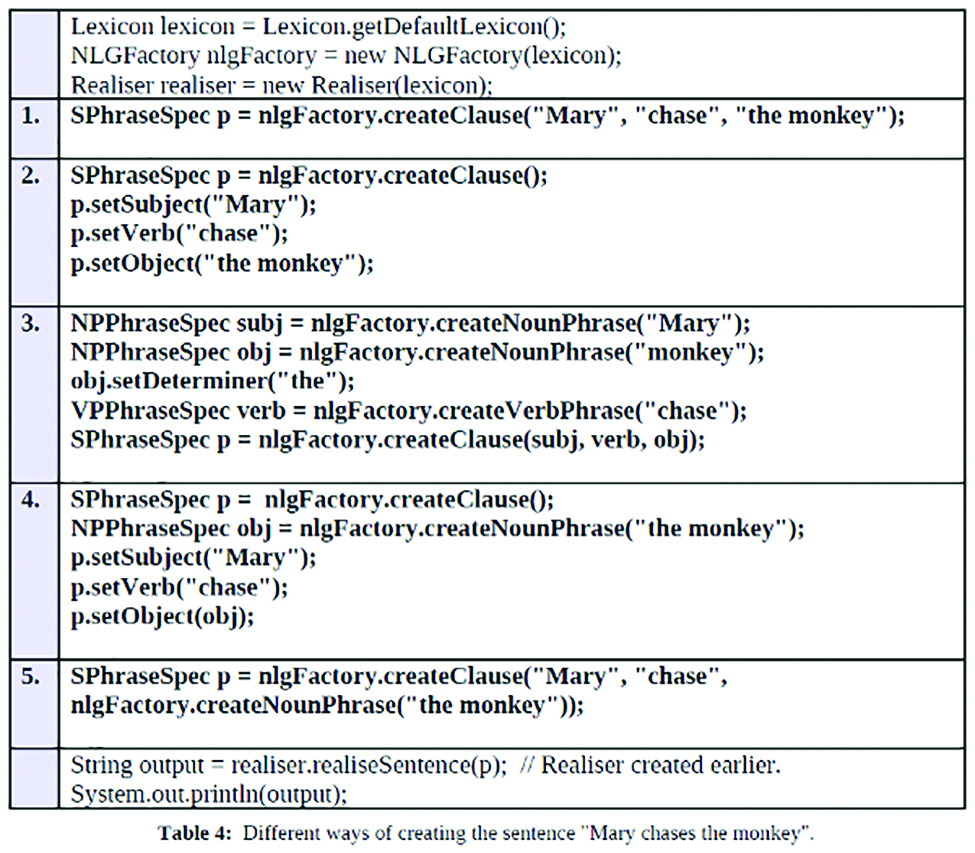 Lexicon lexicon = Lexicon.getDefaultLexicon();
NLGFactory nlgFactory = new NLGFactory(lexicon);
Realiser realiser = new Realiser(lexicon);
1. SPhraseSpec p = nlgFactory.createClause("Mary", "chase", "the monkey");
2. SPhraseSpec p = nlgFactory.createClause();
p.setSubject("Mary");
p.setVerb("chase");
p.setObject("the monkey");
3. NPPhraseSpec subj = nlgFactory.createNounPhrase("Mary");
NPPhraseSpec obj = nlgFactory.createNounPhrase("monkey");
obj.setDeterminer("the");
VPPhraseSpec verb = nlgFactory.createVerbPhrase("chase");
SPhraseSpec p = nlgFactory.createClause(subj, verb, obj);
4. SPhraseSpec p =  nlgFactory.createClause();
NPPhraseSpec obj = nlgFactory.createNounPhrase("the monkey");
p.setSubject("Mary");
p.setVerb("chase");
p.setObject(obj);
5. SPhraseSpec p = nlgFactory.createClause("Mary", "chase",
nlgFactory.createNounPhrase("the monkey"));
String output = realiser.realiseSentence(p);  // Realiser created earlier.
System.out.println(output);
Table 4:  Different ways of creating the sentence "Mary chases the monkey".